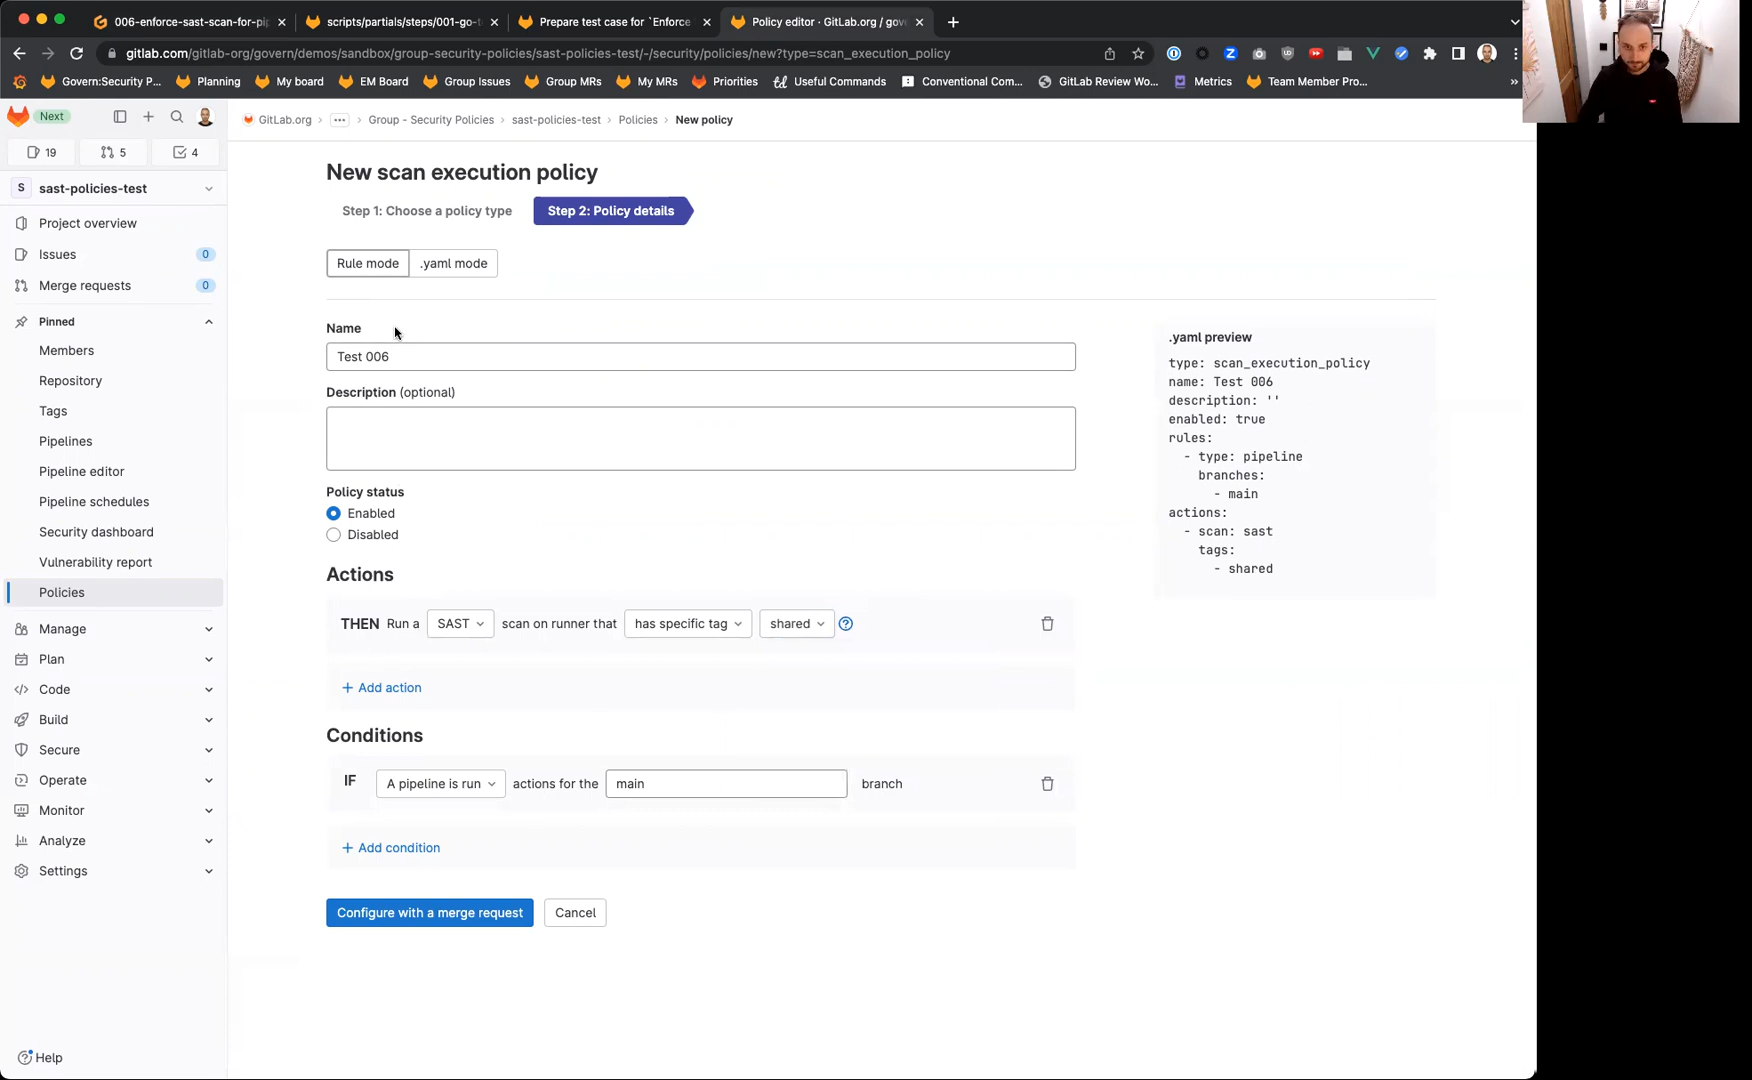 006-enforce-sast-scan-for-pip
scripts/partials/steps/001-go-t
Prepare test case for `Enforce
Policy editor · GitLab.org / gov
gitlab.com/gitlab-org/govern/demos/sandbox/group-security-policies/sast-policies-test/-/security/policies/new?type=scan_execution_policy
Govern:Security P...
Planning
My board
EM Board
Group Issues
Group MRs
My MRs
Priorities
Useful Commands
Conventional Com...
GitLab Review Wo...
Metrics
Team Member Pro...
Next
19
5
4
S sast-policies-test
Project overview
Issues 0
Merge requests 0
Pinned
Members
Repository
Tags
Pipelines
Pipeline editor
Pipeline schedules
Security dashboard
Vulnerability report
Policies
Manage
Plan
Code
Build
Secure
Operate
Monitor
Analyze
Settings
Help
GitLab.org › ... › Group - Security Policies › sast-policies-test › Policies › New policy
New scan execution policy
Step 1: Choose a policy type
Step 2: Policy details
Rule mode
.yaml mode
Name
Test 006
Description (optional)
Policy status
Enabled
Disabled
Actions
THEN Run a SAST scan on runner that has specific tag shared
+ Add action
Conditions
IF A pipeline is run actions for the main branch
+ Add condition
Configure with a merge request
Cancel
.yaml preview
type: scan_execution_policy
name: Test 006
description: ''
enabled: true
rules:
- type: pipeline
branches:
- main
actions:
- scan: sast
tags:
- shared